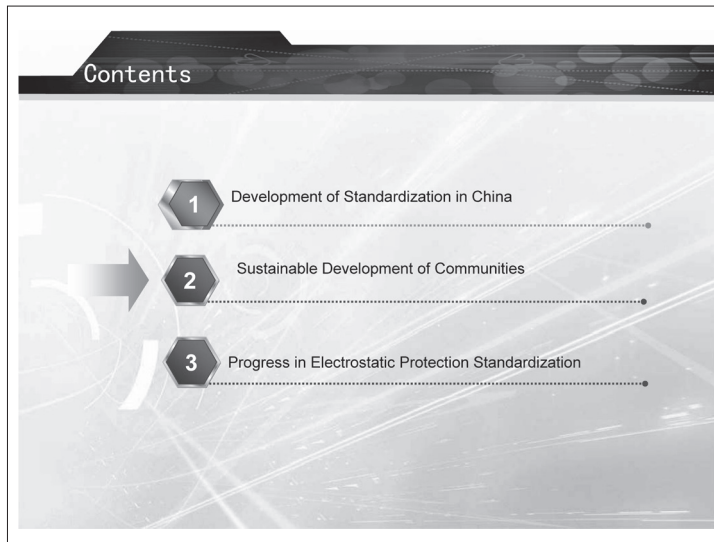 Contents
1 Development of Standardization in China
2 Sustainable Development of Communities
3 Progress in Electrostatic Protection Standardization